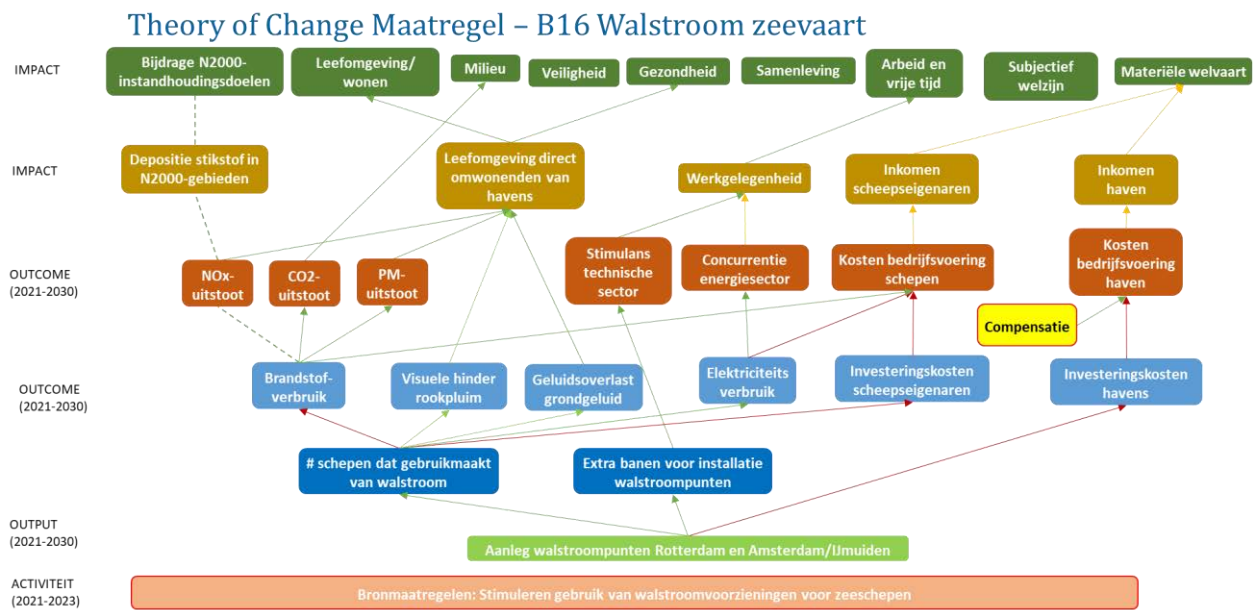 Theory of Change Maatregel – B16 Walstroom zeevaart
IMPACT
Bijdrage N2000-
instandhoudingsdoelen
Leefomgeving/
wonen
Milieu
Veiligheid
Gezondheid
Samenleving
Arbeid en
vrije tijd
Subjectief
welzijn
Materiële welvaart
IMPACT
Depositie stikstof in
N2000-gebieden
Leefomgeving direct
omwonenden van
havens
Werkgelegenheid
Inkomen
scheepseigenaren
Inkomen
haven
OUTCOME
(2021-2030)
NOx-
uitstoot
CO2-
uitstoot
PM-
uitstoot
Stimulans
technische
sector
Concurrentie
energiesector
Kosten bedrijfsvoering
schepen
Kosten
bedrijfsvoering
haven
Compensatie
OUTCOME
(2021-2030)
Brandstof-
verbruik
Visuele hinder
rookpluim
Geluidsoverlast
grondgeluid
Elektriciteits
verbruik
Investeringskosten
scheepseigenaren
Investeringskosten
havens
# schepen dat gebruikmaakt
van walstroom
Extra banen voor installatie
walstroompunten
OUTPUT
(2021-2030)
Aanleg walstroompunten Rotterdam en Amsterdam/IJmuiden
ACTIVITEIT
(2021-2023)
Bronmaatregelen: Stimuleren gebruik van walstroomvoorzieningen voor zeeschepen